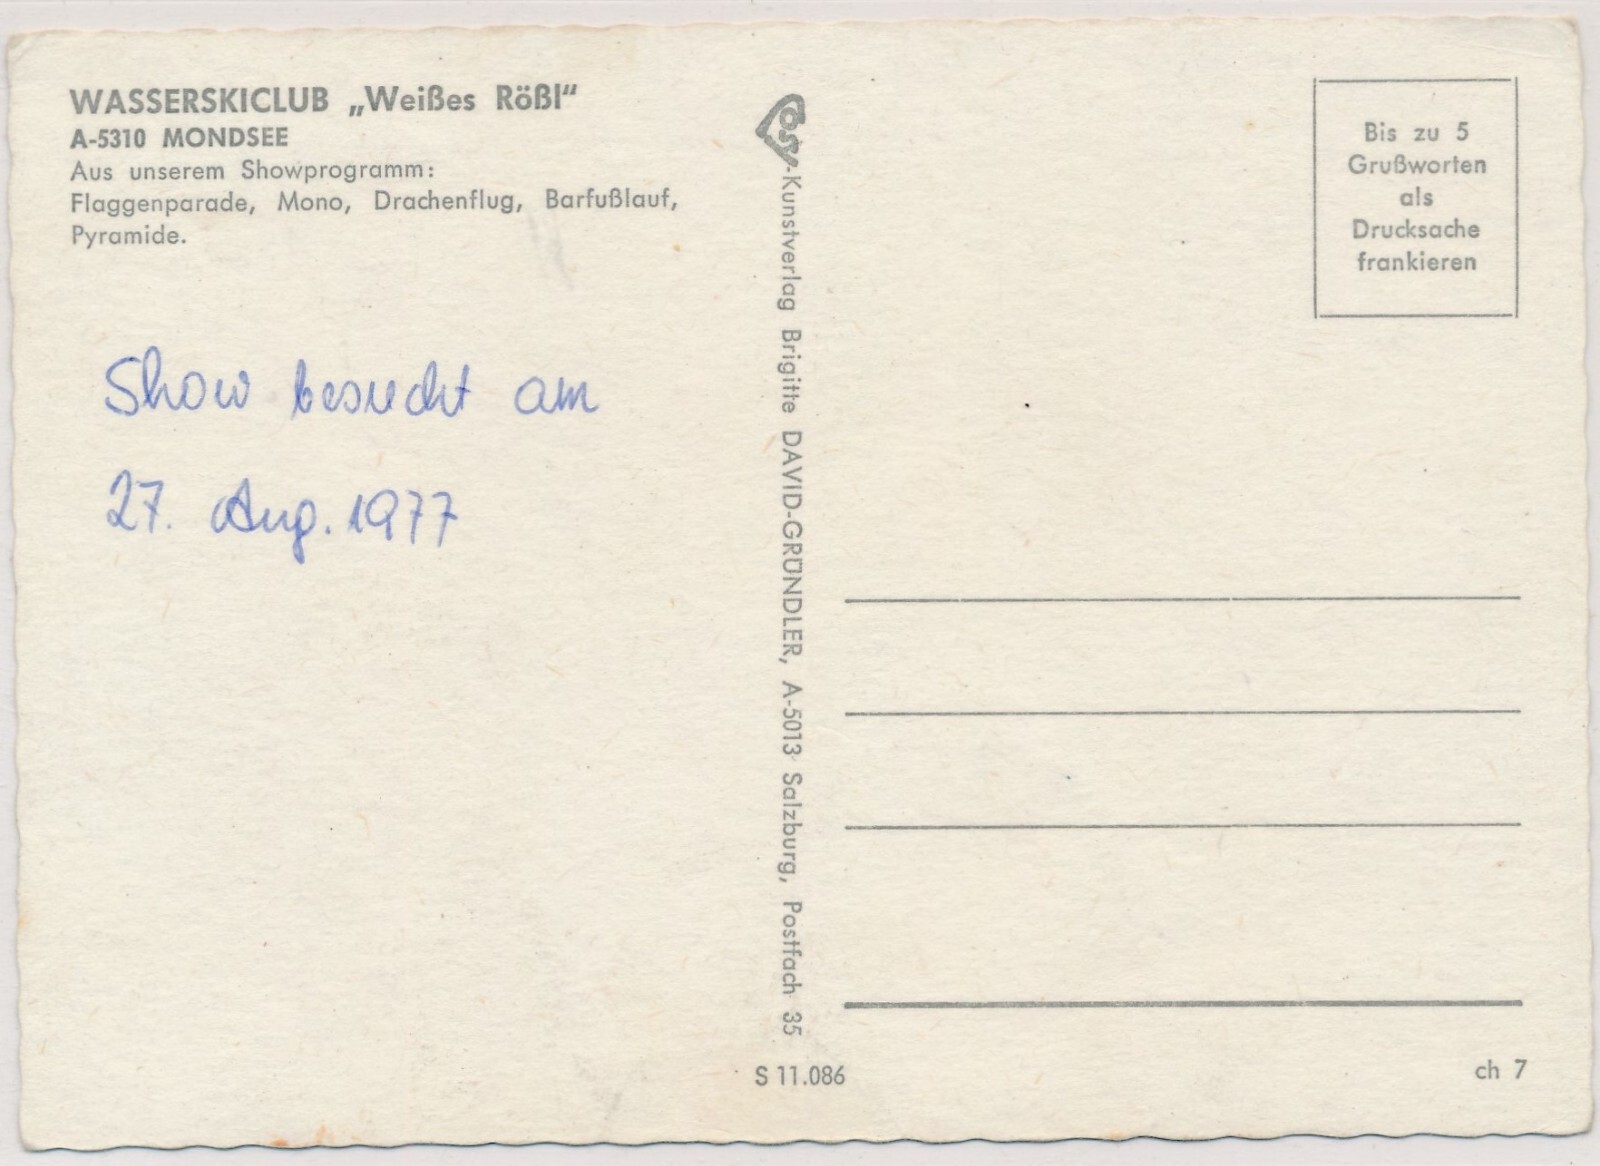 WASSERSKICLUB „Weißes Rößl“
A-5310 MONDSEE
Aus unserem Showprogramm:
Flaggenparade, Mono, Drachenflug, Barfußlauf,
Pyramide.
Show besucht am
27. Aug. 1977
-Kunstverlag Brigitte DAVID-GRÜNDLER, A-5013 Salzburg, Postfach 35
S 11.086
Bis zu 5
Grußworten
als
Drucksache
frankieren
ch 7